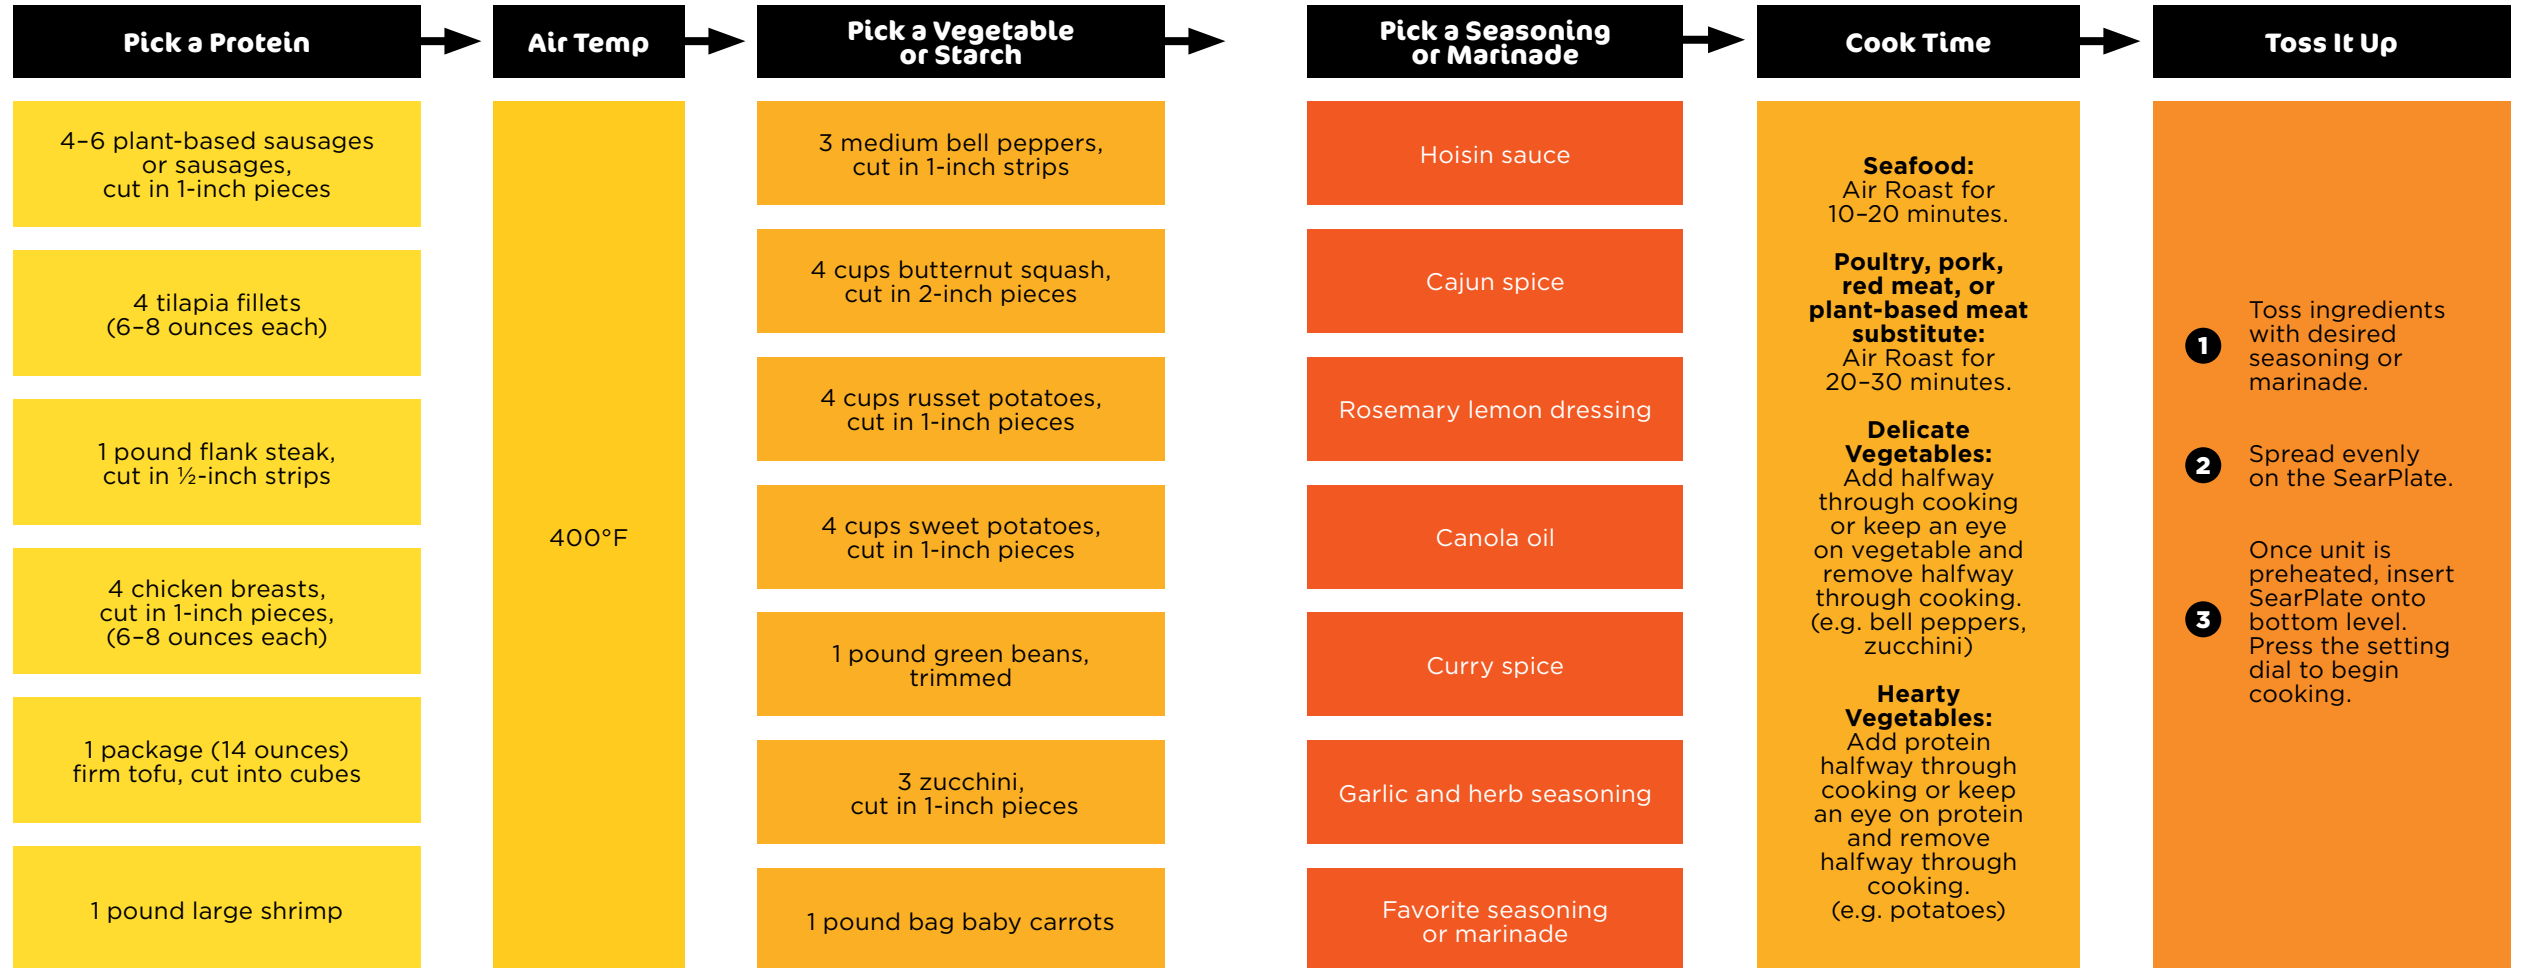 Pick a Protein
4–6 plant-based sausages
or sausages,
cut in 1-inch pieces
4 tilapia fillets
(6–8 ounces each)
1 pound flank steak,
cut in ½-inch strips
4 chicken breasts,
cut in 1-inch pieces,
(6–8 ounces each)
1 package (14 ounces)
firm tofu, cut into cubes
1 pound large shrimp
Air Temp
400°F
Pick a Vegetable
or Starch
3 medium bell peppers,
cut in 1-inch strips
4 cups butternut squash,
cut in 2-inch pieces
4 cups russet potatoes,
cut in 1-inch pieces
4 cups sweet potatoes,
cut in 1-inch pieces
1 pound green beans,
trimmed
3 zucchini,
cut in 1-inch pieces
1 pound bag baby carrots
Pick a Seasoning
or Marinade
Hoisin sauce
Cajun spice
Rosemary lemon dressing
Canola oil
Curry spice
Garlic and herb seasoning
Favorite seasoning
or marinade
Cook Time
Seafood:
Air Roast for
10–20 minutes.
Poultry, pork,
red meat, or
plant-based meat
substitute:
Air Roast for
20–30 minutes.
Delicate
Vegetables:
Add halfway
through cooking
or keep an eye
on vegetable and
remove halfway
through cooking.
(e.g. bell peppers,
zucchini)
Hearty
Vegetables:
Add protein
halfway through
cooking or keep
an eye on protein
and remove
halfway through
cooking.
(e.g. potatoes)
Toss It Up
1
Toss ingredients
with desired
seasoning or
marinade.
2
Spread evenly
on the SearPlate.
3
Once unit is
preheated, insert
SearPlate onto
bottom level.
Press the setting
dial to begin
cooking.